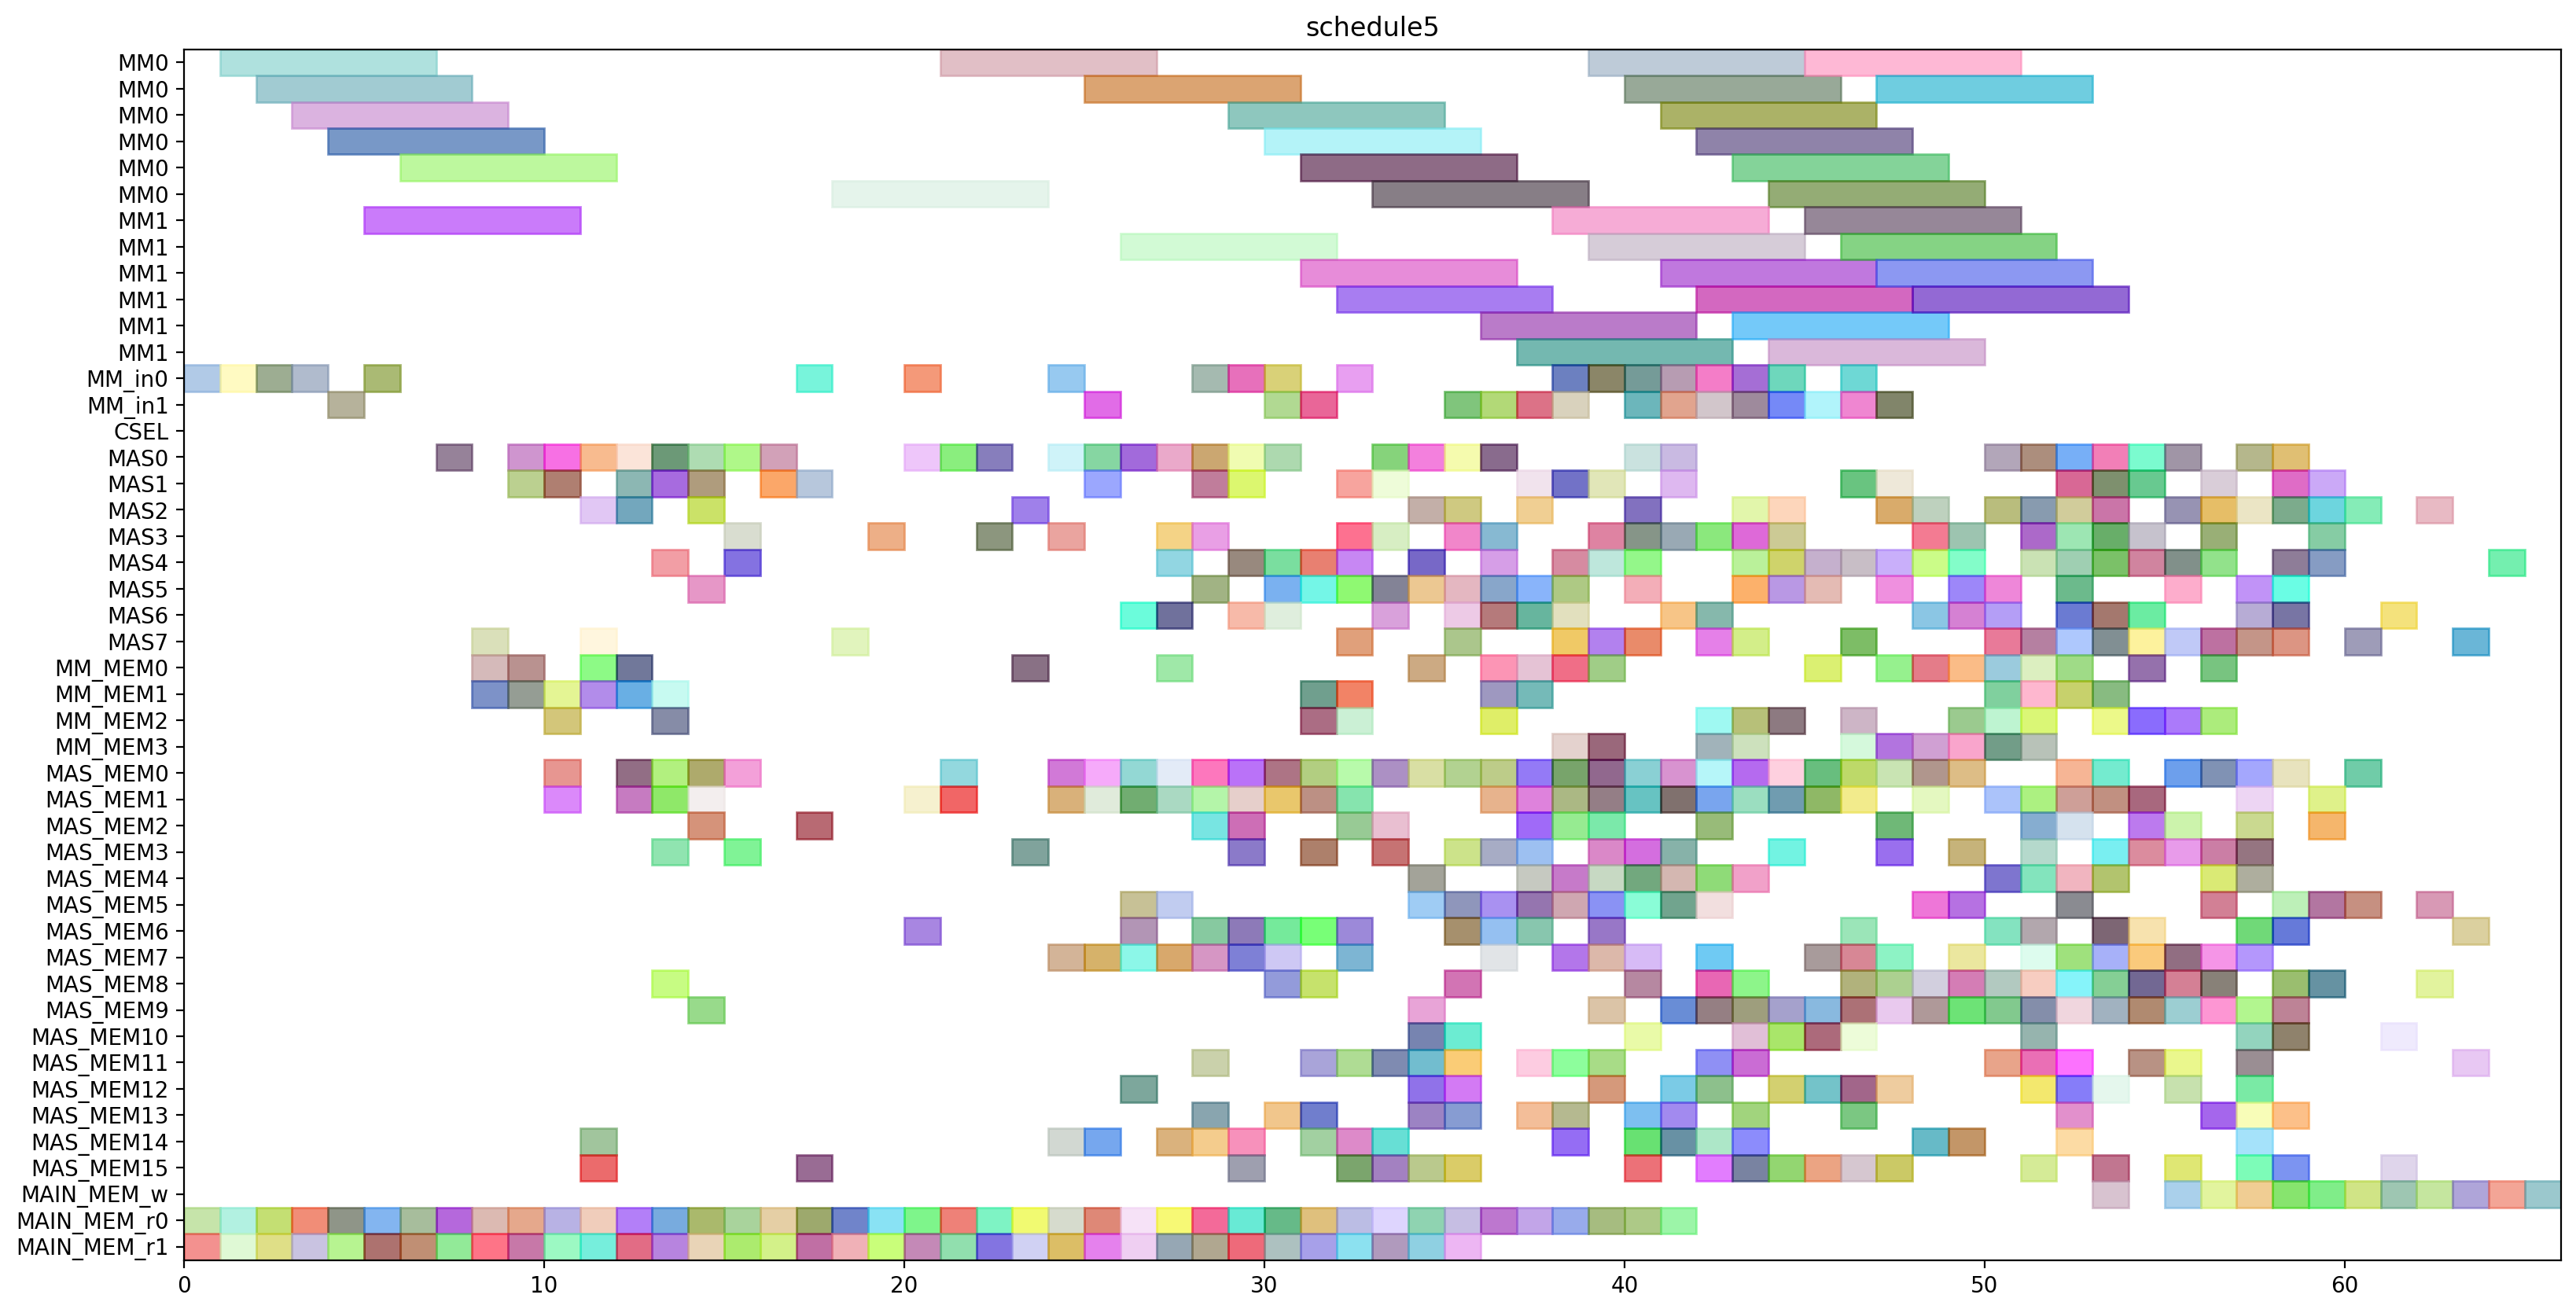 schedule5
MM0
MM0
MM0
MM0
MM0
MM0
MM1
MM1
MM1
MM1
MM1
MM1
MM_in0
MM_in1
CSEL
MAS0
MAS1
MAS2
MAS3
MAS4
MAS5
MAS6
MAS7
MM_MEM0
MM_MEM1
MM_MEM2
MM_MEM3
MAS_MEM0
MAS_MEM1
MAS_MEM2
MAS_MEM3
MAS_MEM4
MAS_MEM5
MAS_MEM6
MAS_MEM7
MAS_MEM8
MAS_MEM9
MAS_MEM10
MAS_MEM11
MAS_MEM12
MAS_MEM13
MAS_MEM14
MAS_MEM15
MAIN_MEM_w
MAIN_MEM_r0
MAIN_MEM_r1
0 10 20 30 40 50 60